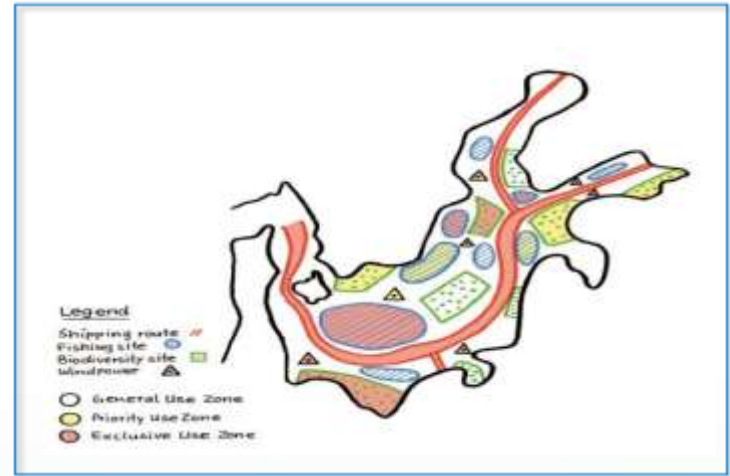 Legend
Shipping route
Fishing site
Biodiversity site
Windpower
General Use Zone
Priority Use Zone
Exclusive Use Zone